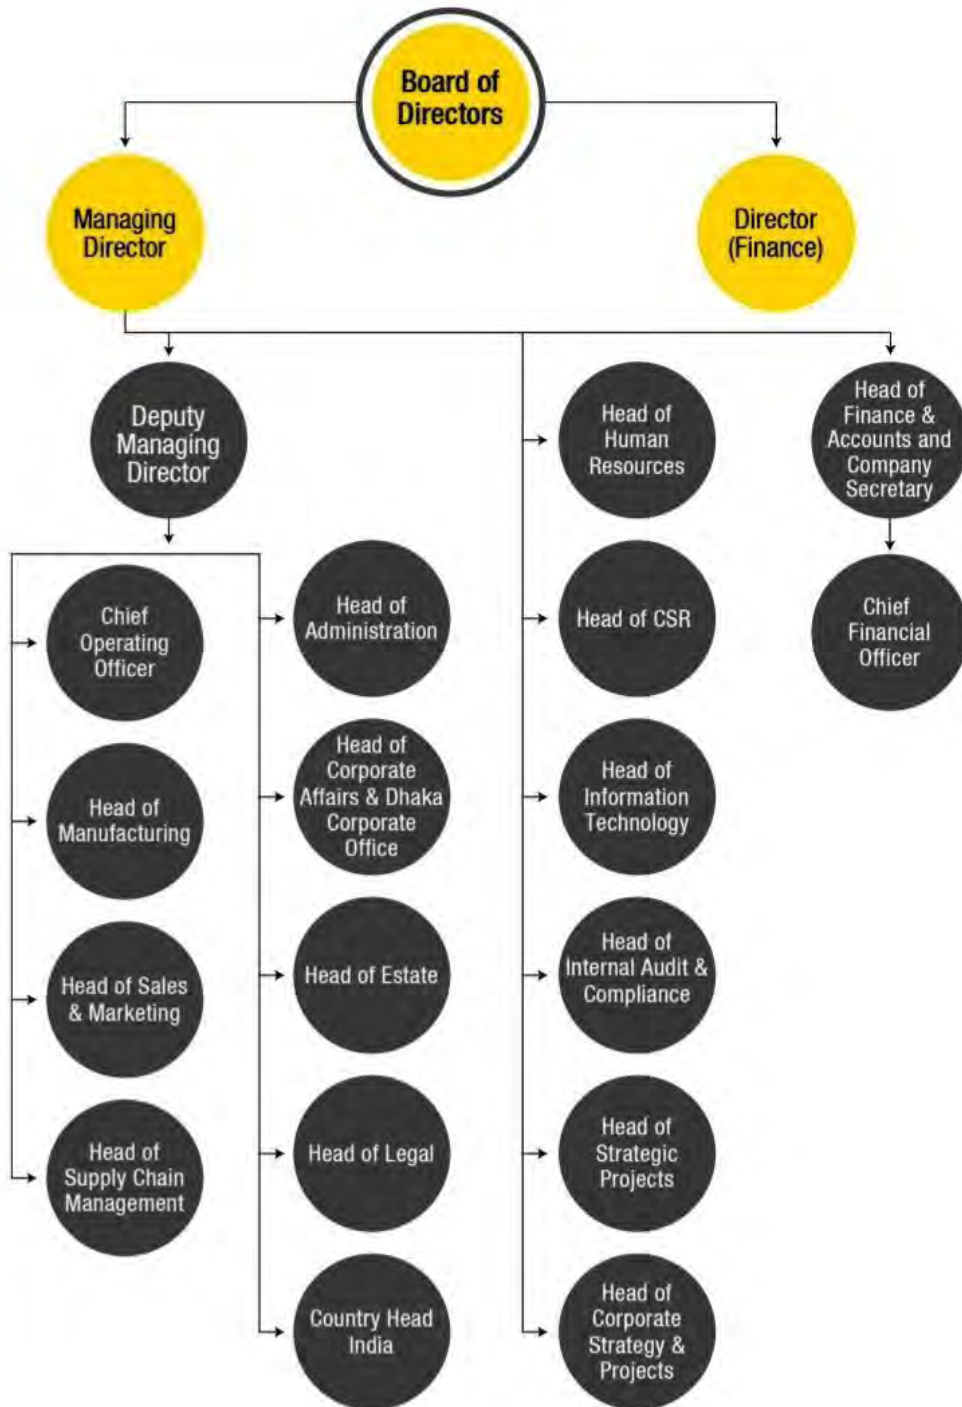 Board of
Directors
Managing
Director
Director
(Finance)
Deputy
Managing
Director
Head of
Human
Resources
Head of
Finance &
Accounts and
Company
Secretary
Chief
Operating
Officer
Head of
Administration
Head of CSR
Chief
Financial
Officer
Head of
Manufacturing
Head of
Corporate
Affairs & Dhaka
Corporate
Office
Head of
Information
Technology
Head of Sales
& Marketing
Head of Estate
Head of
Internal Audit &
Compliance
Head of
Supply Chain
Management
Head of Legal
Head of
Strategic
Projects
Country Head
India
Head of
Corporate
Strategy &
Projects